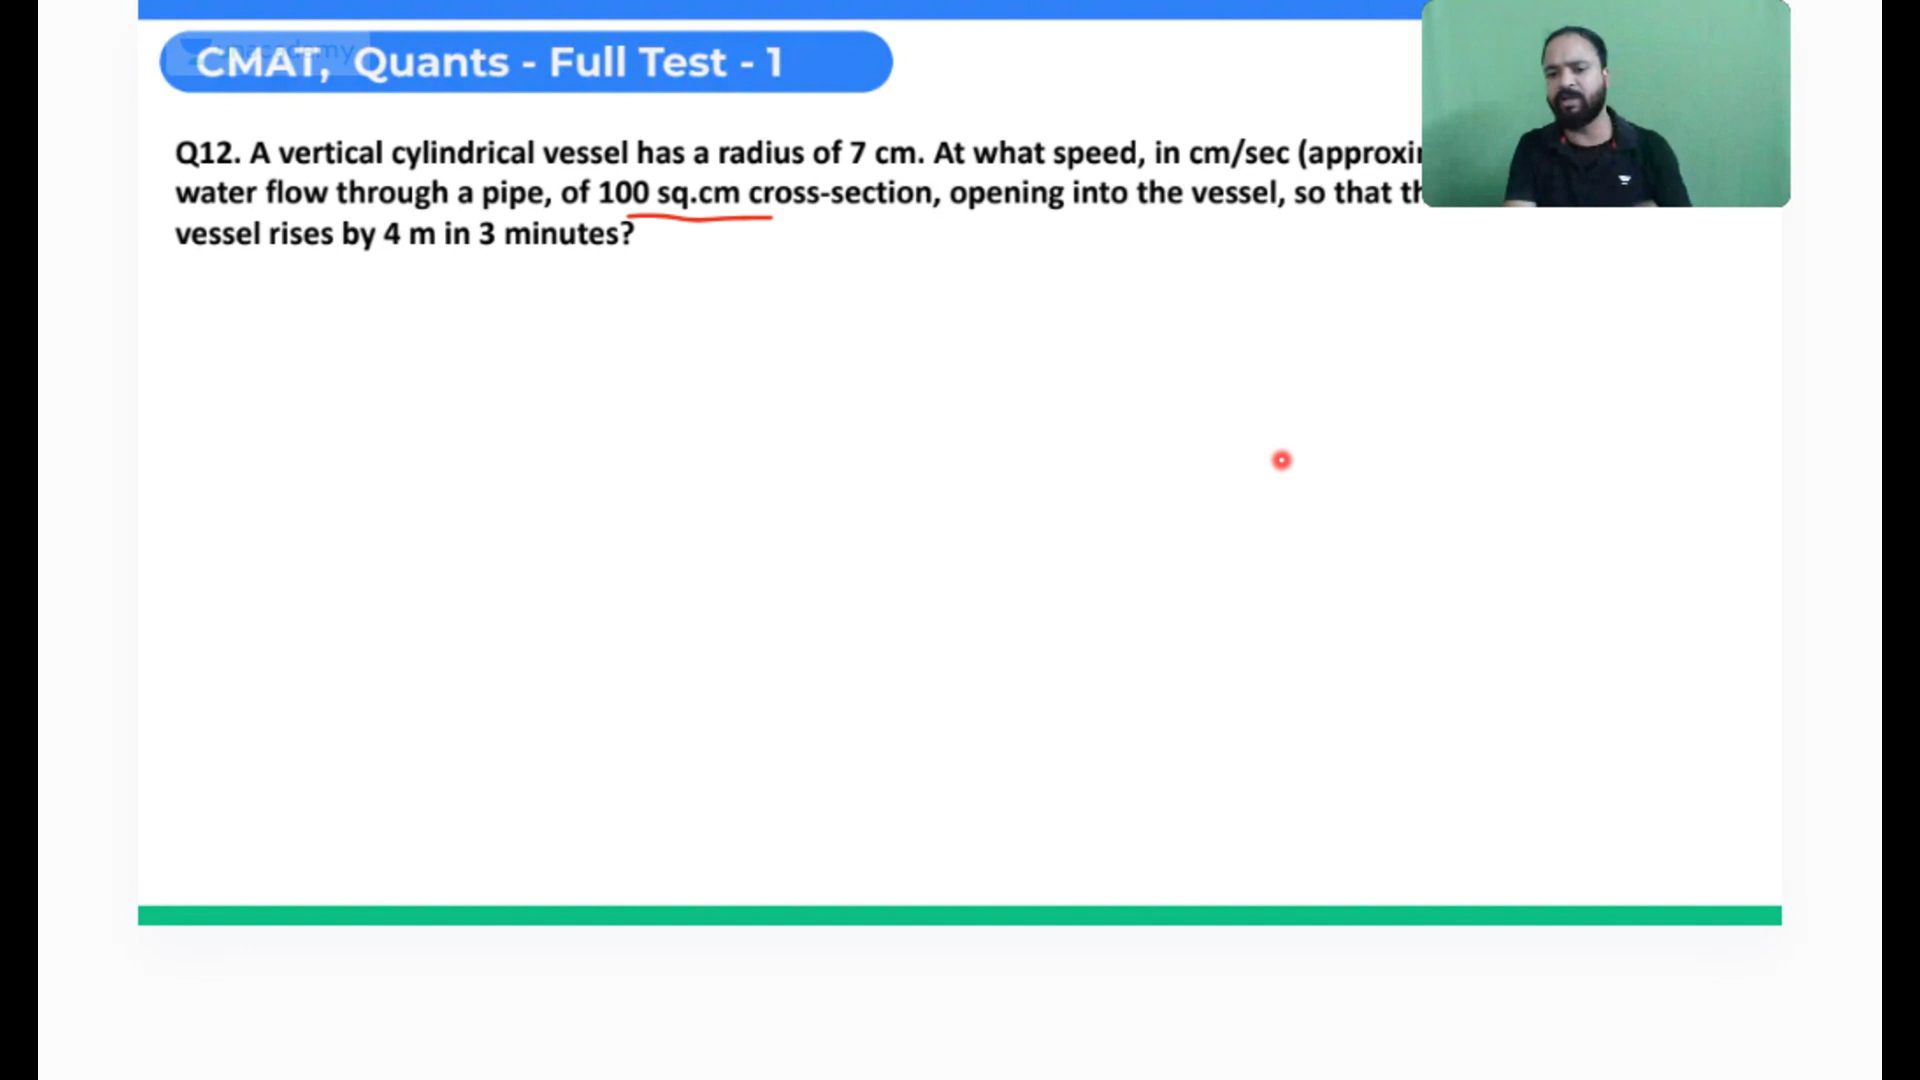 CMAT, Quants - Full Test - 1
Q12. A vertical cylindrical vessel has a radius of 7 cm. At what speed, in cm/sec
water flow through a pipe, of 100 sq.cm cross-section, opening into the vessel, so that
vessel rises by 4 m in 3 minutes?